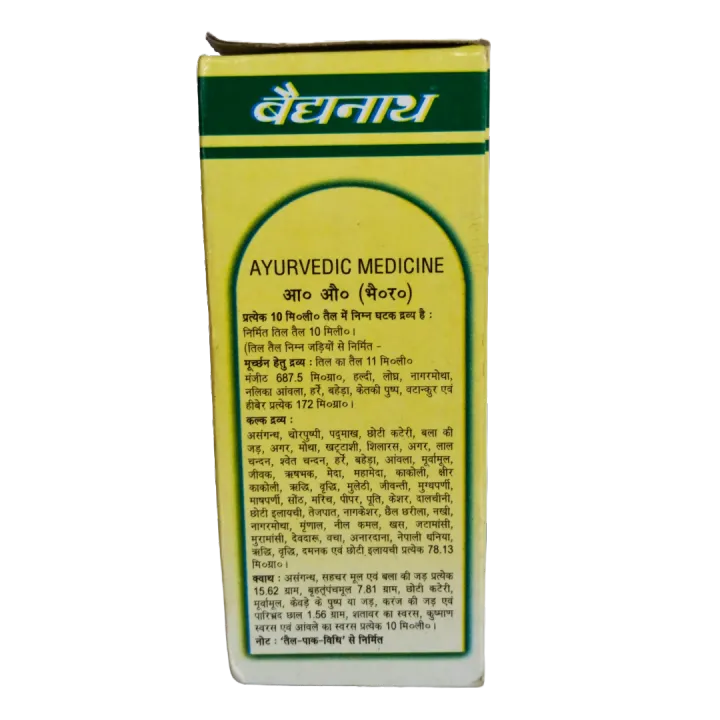 बैद्यनाथ
AYURVEDIC MEDICINE
आ० औ० (भै०र०)
प्रत्येक 10 मि०ली० तैल में निम्न घटक द्रव्य है :
निर्मित तिल तैल 10 मिली०।
(तिल तैल निम्न जड़ियों से निर्मित -
मूर्च्छन हेतु द्रव्य : तिल का तैल 11 मि०ली०
मंजीठ 687.5 मि०ग्रा०, हल्दी, लोध्र, नागरमोथा,
नलिका आंवला, हर्रे, बहेड़ा, केतकी पुष्प, वटान्कुर एवं
हीबेर प्रत्येक 172 मि०ग्रा०।
कल्क द्रव्य :
असंगन्ध, चोरपुष्पी, पद्माख, छोटी कटेरी, बला की
जड़, अगर, मोथा, खट्टाशी, शिलारस, अगर, लाल
चन्दन, श्वेत चन्दन, हर्रे, बहेड़ा, आंवला, मूर्वामूल,
जीवक, ऋषभक, मेदा, महामेदा, काकोली, क्षीर
काकोली, ऋद्धि, वृद्धि, मुलेठी, जीवन्ती, मुग्धपर्णी,
माषपर्णी, सोंठ, मरिच, पीपर, पूति, केशर, दालचीनी,
छोटी इलायची, तेजपात, नागकेशर, छैल छरीला, नखी,
नागरमोथा, मृंणाल, नील कमल, खस, जटामांसी,
मुरामांसी, देवदारू, वचा, अनारदाना, नेपाली धनिया,
ऋद्धि, वृद्धि, दमनक एवं छोटी इलायची प्रत्येक 78.13
मि०ग्रा०।
क्वाथ : असंगन्ध, सहचर मूल एवं बला की जड़ प्रत्येक
15.62 ग्राम, बृहत्पंचमूल 7.81 ग्राम, छोटी कटेरी,
मूर्वामूल, केवड़े के पुष्प या जड़, करंज की जड़ एवं
पारिभद्र छाल 1.56 ग्राम, शतावर का स्वरस, कुष्माण
स्वरस एवं आंवले का स्वरस प्रत्येक 10 मि०ली०।
नोट : 'तैल-पाक-विधि' से निर्मित